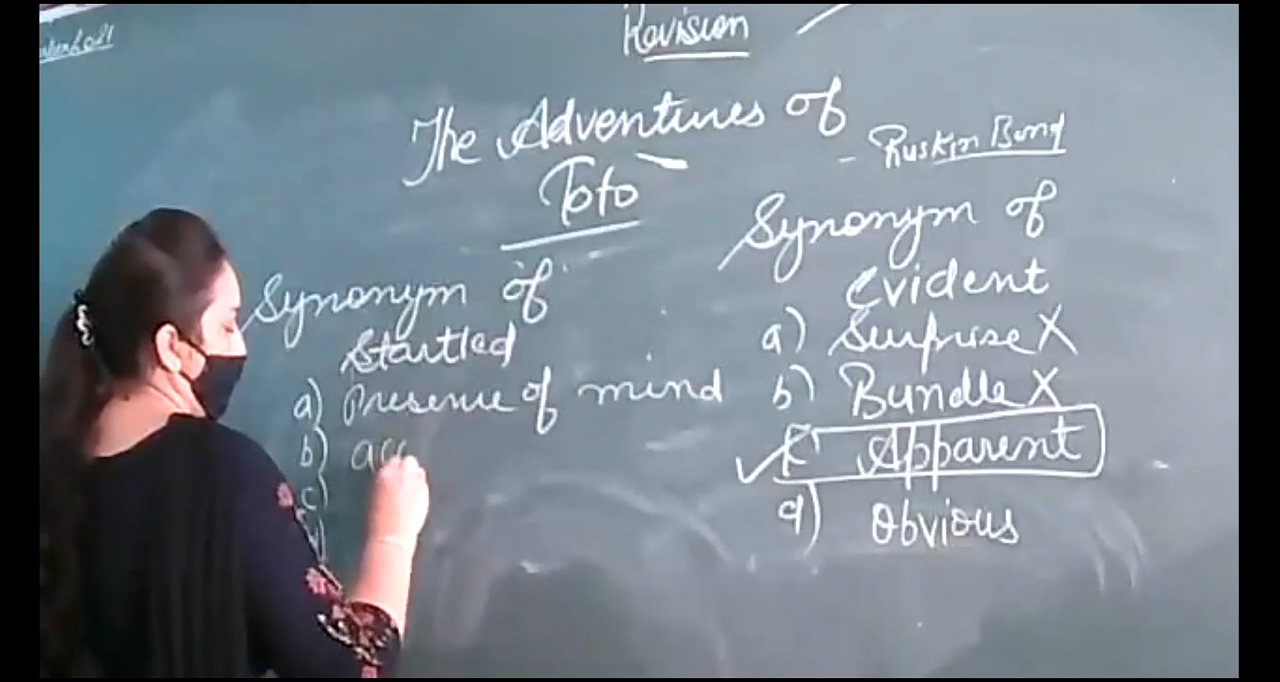 Revision
The Adventures of
Toto
- Ruskin Bond
Synonym of
Startled
a) Presence of mind
b) acc
c)
Synonym of
Evident
a) Surprise X
b) Bundle X
✓ c) Apparent
d) Obvious